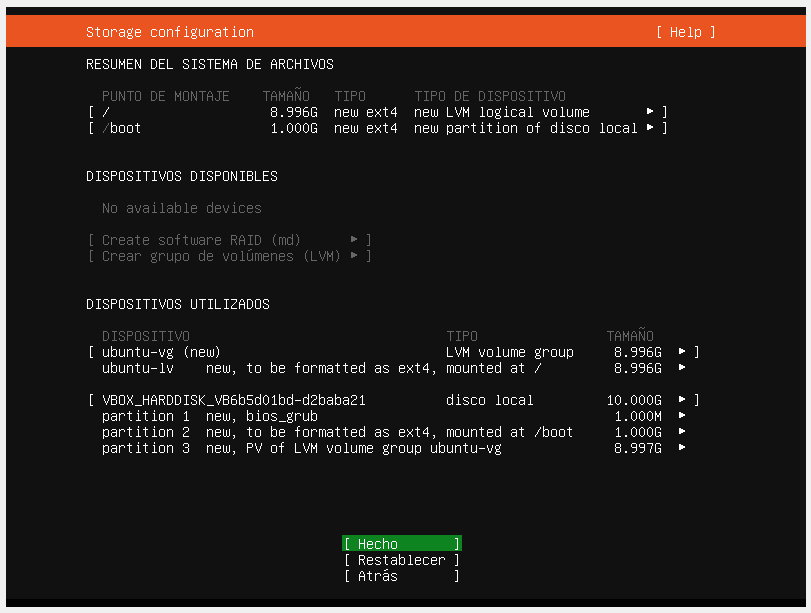 Storage configuration [ Help ]
RESUMEN DEL SISTEMA DE ARCHIVOS
PUNTO DE MONTAJE TAMAÑO TIPO TIPO DE DISPOSITIVO
[ / 8.996G new ext4 new LVM logical volume ▸ ]
[ /boot 1.000G new ext4 new partition of disco local ▸ ]
DISPOSITIVOS DISPONIBLES
No available devices
[ Create software RAID (md) ▸ ]
[ Crear grupo de volúmenes (LVM) ▸ ]
DISPOSITIVOS UTILIZADOS
DISPOSITIVO TIPO TAMAÑO
[ ubuntu-vg (new) LVM volume group 8.996G ▸ ]
ubuntu-lv new, to be formatted as ext4, mounted at / 8.996G ▸
[ VBOX_HARDDISK_VB6b5d01bd-d2baba21 disco local 10.000G ▸ ]
partition 1 new, bios_grub 1.000M ▸
partition 2 new, to be formatted as ext4, mounted at /boot 1.000G ▸
partition 3 new, PV of LVM volume group ubuntu-vg 8.997G ▸
[ Hecho ]
[ Restablecer ]
[ Atrás ]